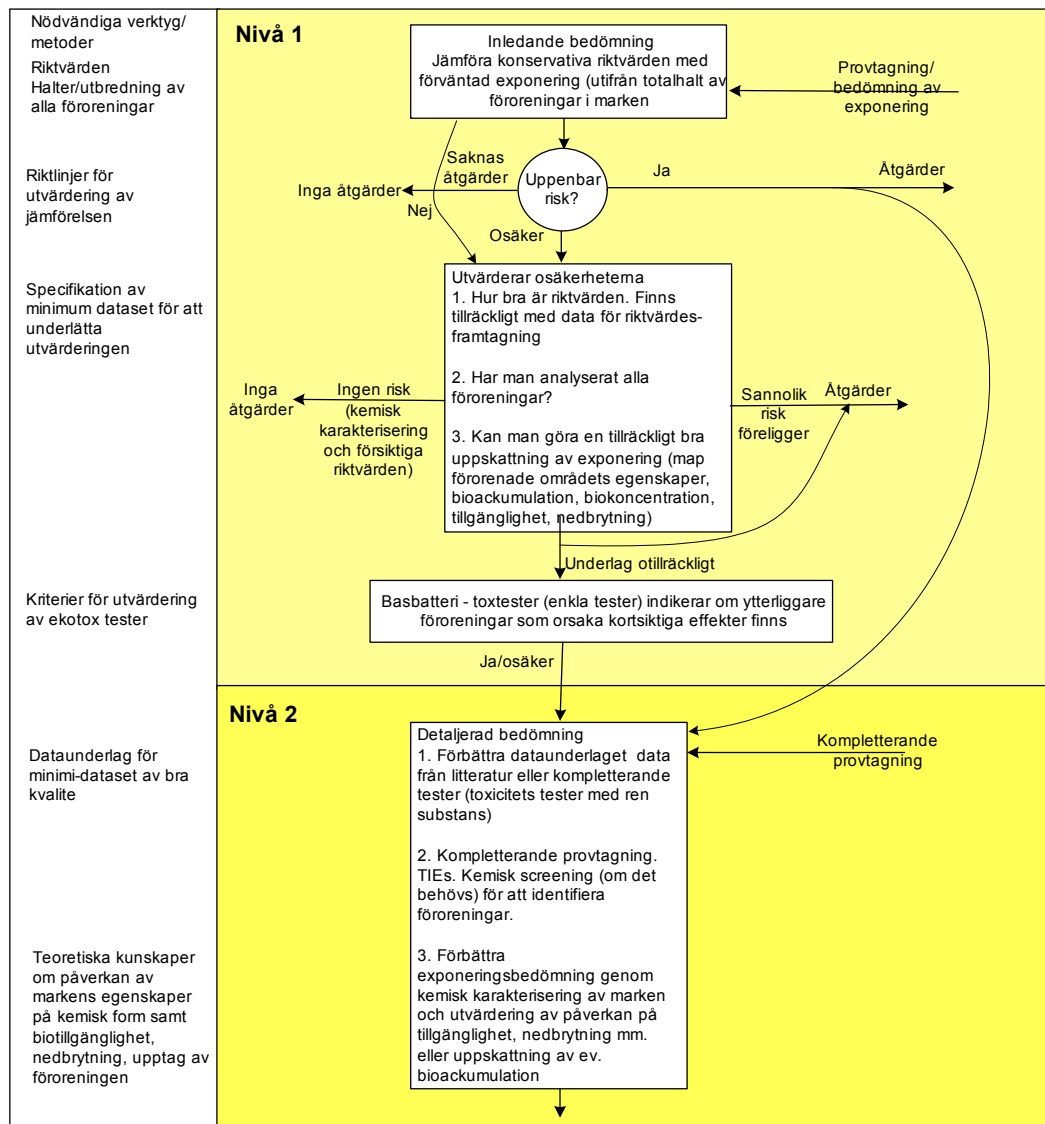 Nödvändiga verktyg/
metoder
Riktvärden
Halter/utbredning av
alla föroreningar
Riktlinjer för
utvärdering av
jämförelsen
Specifikation av
minimum dataset för att
underlätta
utvärderingen
Kriterier för utvärdering
av ekotox tester
Dataunderlag för
minimi-dataset av bra
kvalite
Teoretiska kunskaper
om påverkan av
markens egenskaper
på kemisk form samt
biotillgänglighet,
nedbrytning, upptag av
föroreningen
Nivå 1
Inledande bedömning
Jämföra konservativa riktvärden med
förväntad exponering (utifrån totalhalt av
föroreningar i marken
Provtagning/
bedömning av
exponering
Saknas
åtgärder
Inga åtgärder
Nej
Uppenbar
risk?
Ja
Åtgärder
Osäker
Utvärderar osäkerheterna
1. Hur bra är riktvärden. Finns
tillräckligt med data för riktvärdes-
framtagning
2. Har man analyserat alla
föroreningar?
3. Kan man göra en tillräckligt bra
uppskattning av exponering (map
förorenade områdets egenskaper,
bioackumulation, biokoncentration,
tillgänglighet, nedbrytning)
Inga
åtgärder
Ingen risk
(kemisk
karakterisering
och försiktiga
riktvärden)
Sannolik
risk
föreligger
Åtgärder
Underlag otillräckligt
Basbatteri - toxtester (enkla tester) indikerar om ytterliggare
föroreningar som orsaka kortsiktiga effekter finns
Ja/osäker
Nivå 2
Detaljerad bedömning
1. Förbättra dataunderlaget data
från litteratur eller kompletterande
tester (toxicitets tester med ren
substans)
2. Kompletterande provtagning.
TIEs. Kemisk screening (om det
behövs) för att identifiera
föroreningar.
3. Förbättra
exponeringsbedömning genom
kemisk karakterisering av marken
och utvärdering av påverkan på
tillgänglighet, nedbrytning mm.
eller uppskattning av ev.
bioackumulation
Kompletterande
provtagning